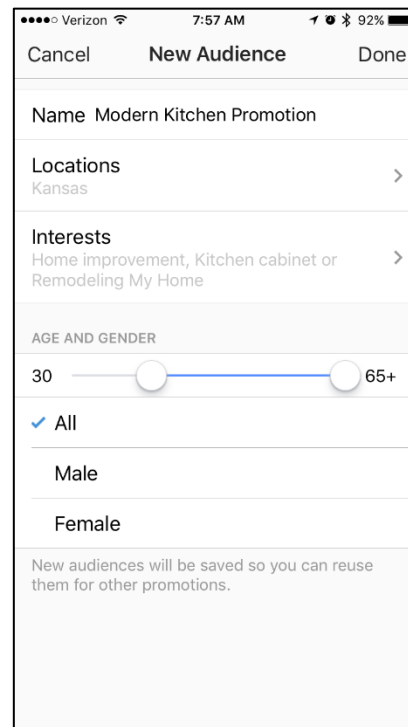 Verizon 7:57 AM 92%
Cancel New Audience Done
Name Modern Kitchen Promotion
Locations
Kansas
Interests
Home improvement, Kitchen cabinet or
Remodeling My Home
AGE AND GENDER
30 65+
All
Male
Female
New audiences will be saved so you can reuse
them for other promotions.